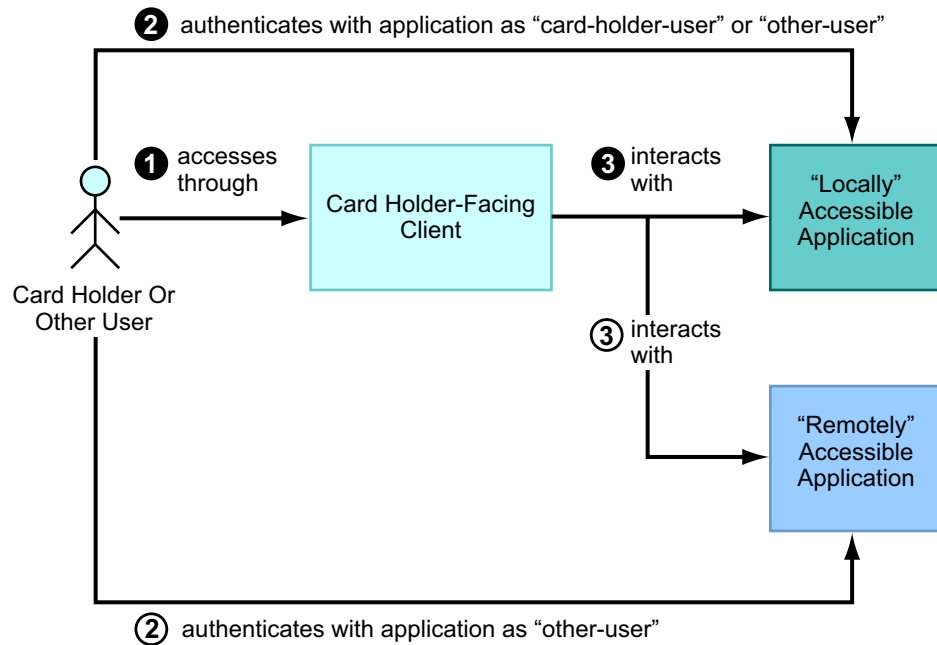 2 authenticates with application as “card-holder-user” or “other-user”
1 accesses
through
Card Holder-Facing
Client
3 interacts
with
“Locally”
Accessible
Application
Card Holder Or
Other User
3 interacts
with
“Remotely”
Accessible
Application
2 authenticates with application as “other-user”